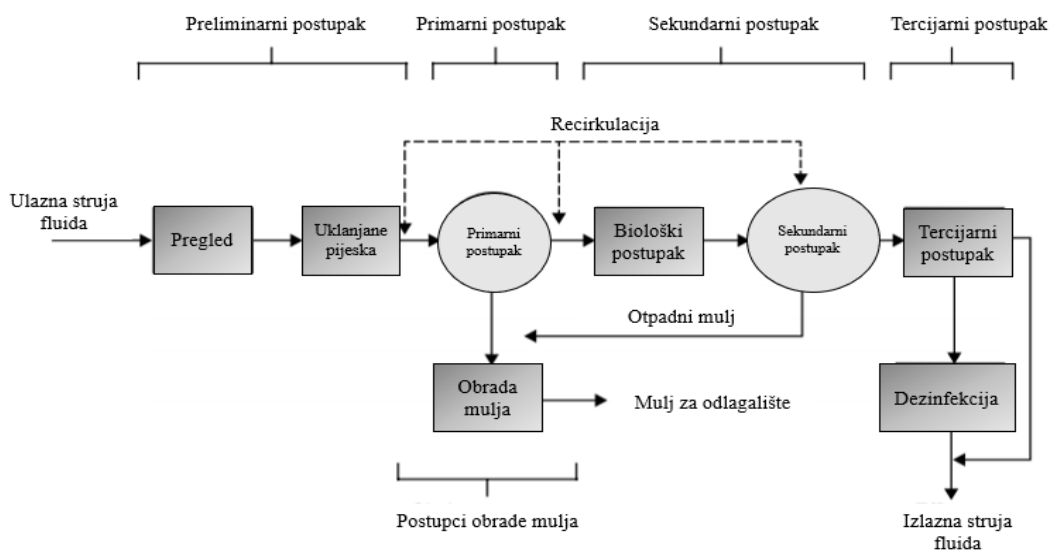 Preliminarni postupak
Primarni postupak
Sekundarni postupak
Tercijarni postupak
Recirkulacija
Ulazna struja
fluida
Pregled
Uklanjane
pijeska
Primarni
postupak
Biološki
postupak
Sekundarni
postupak
Tercijarni
postupak
Otpadni mulj
Obrada
mulja
Mulj za odlagalište
Dezinfekcija
Postupci obrade mulja
Izlazna struja
fluida